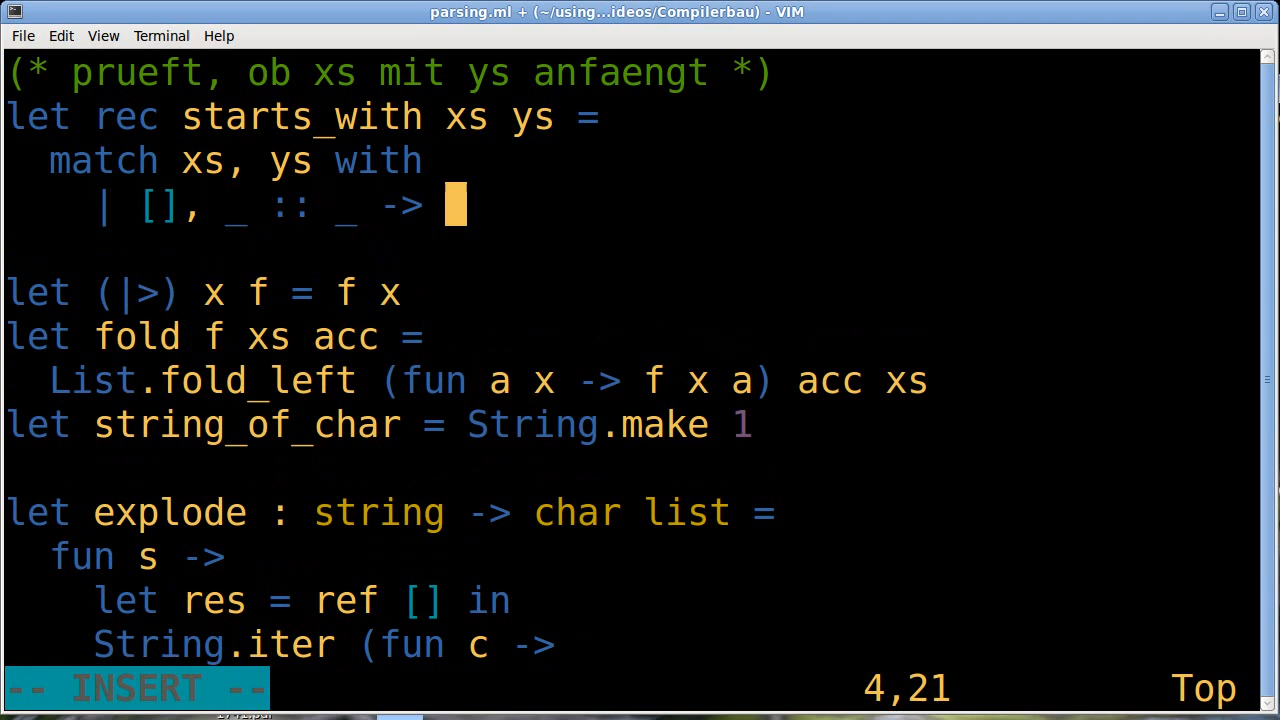 parsing.ml + (~/using...ideos/Compilerbau) - VIM
File Edit View Terminal Help
(* prueft, ob xs mit ys anfaengt *)
let rec starts_with xs ys =
  match xs, ys with
    | [], _ :: _ -> 
let (|>) x f = f x
let fold f xs acc =
  List.fold_left (fun a x -> f x a) acc xs
let string_of_char = String.make 1
let explode : string -> char list =
  fun s ->
    let res = ref [] in
    String.iter (fun c ->
-- INSERT -- 4,21 Top